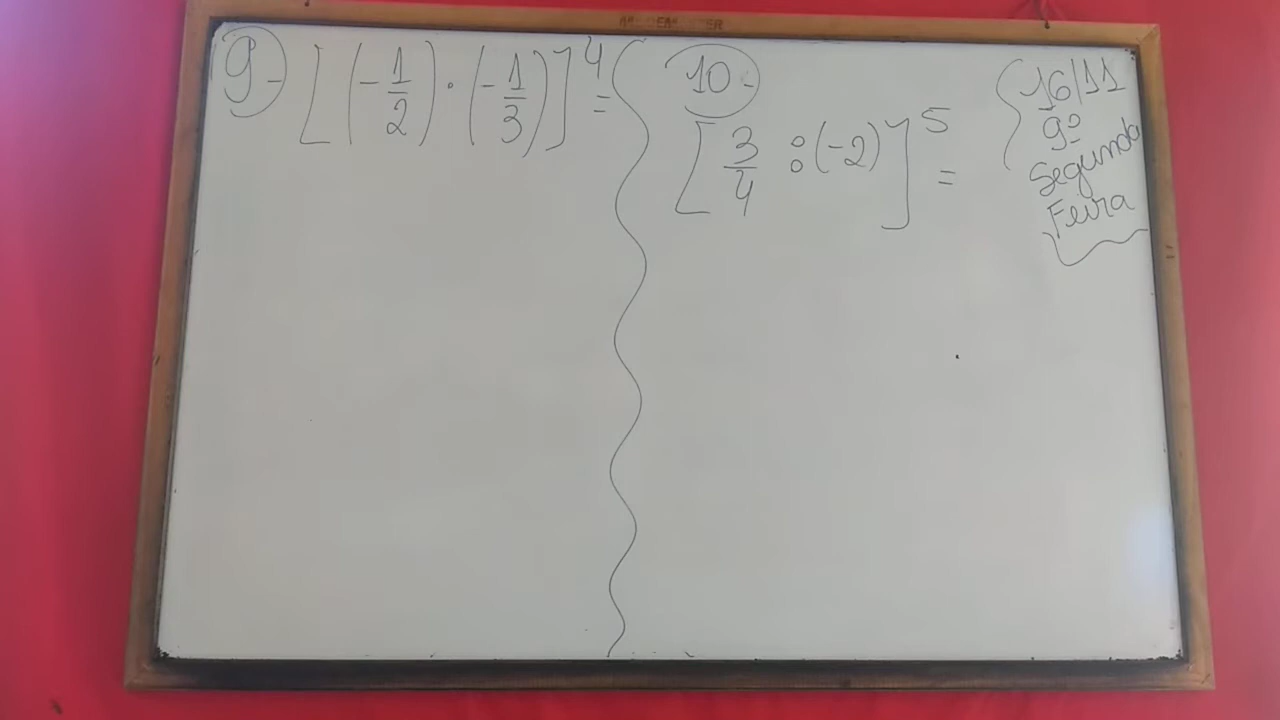 9- [(-1/2) · (-1/3)]⁴ =
10-
[3/4 : (-2)]⁵ =
16/11
9º
Segunda
Feira